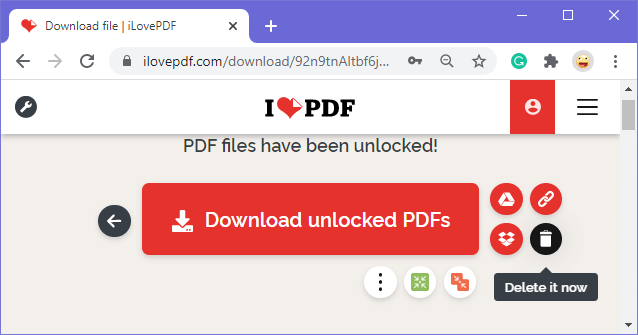 Download file | iLovePDF
ilovepdf.com/download/92n9tnAltbf6j...
I PDF
PDF files have been unlocked!
Download unlocked PDFs
Delete it now